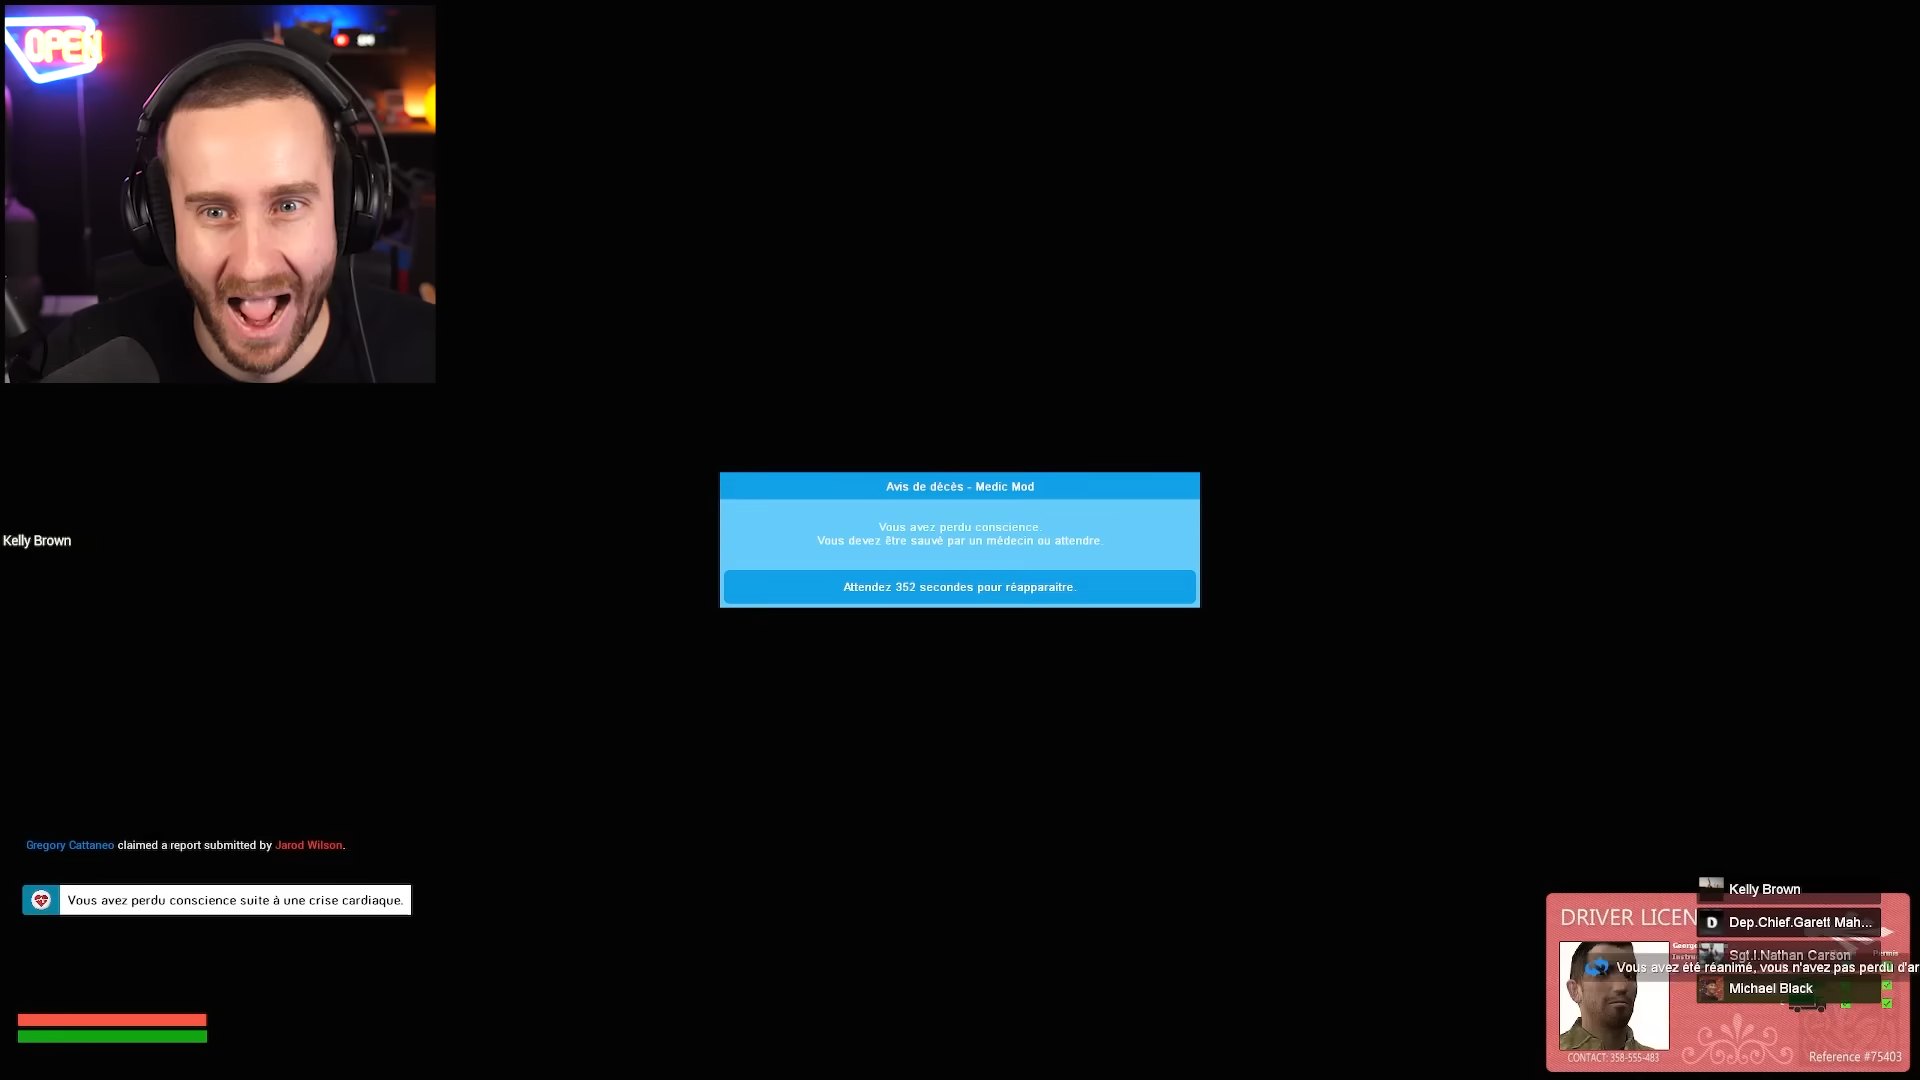 OPEN
Avis de décès - Medic Mod
Vous avez perdu conscience.
Vous devez être sauvé par un médecin ou attendre.
Kelly Brown
Attendez 352 secondes pour réapparaitre.
Gregory Cattaneo claimed a report submitted by Jarod Wilson.
Vous avez perdu conscience suite à une crise cardiaque.
Kelly Brown
DRIVER LICEN
D Dep.Chief.Garett Mah...
Sgt.I.Nathan Carson
Vous avez été réanimé, vous n'avez pas perdu d'ar
Michael Black
CONTACT: 358-555-483
Reference #75403